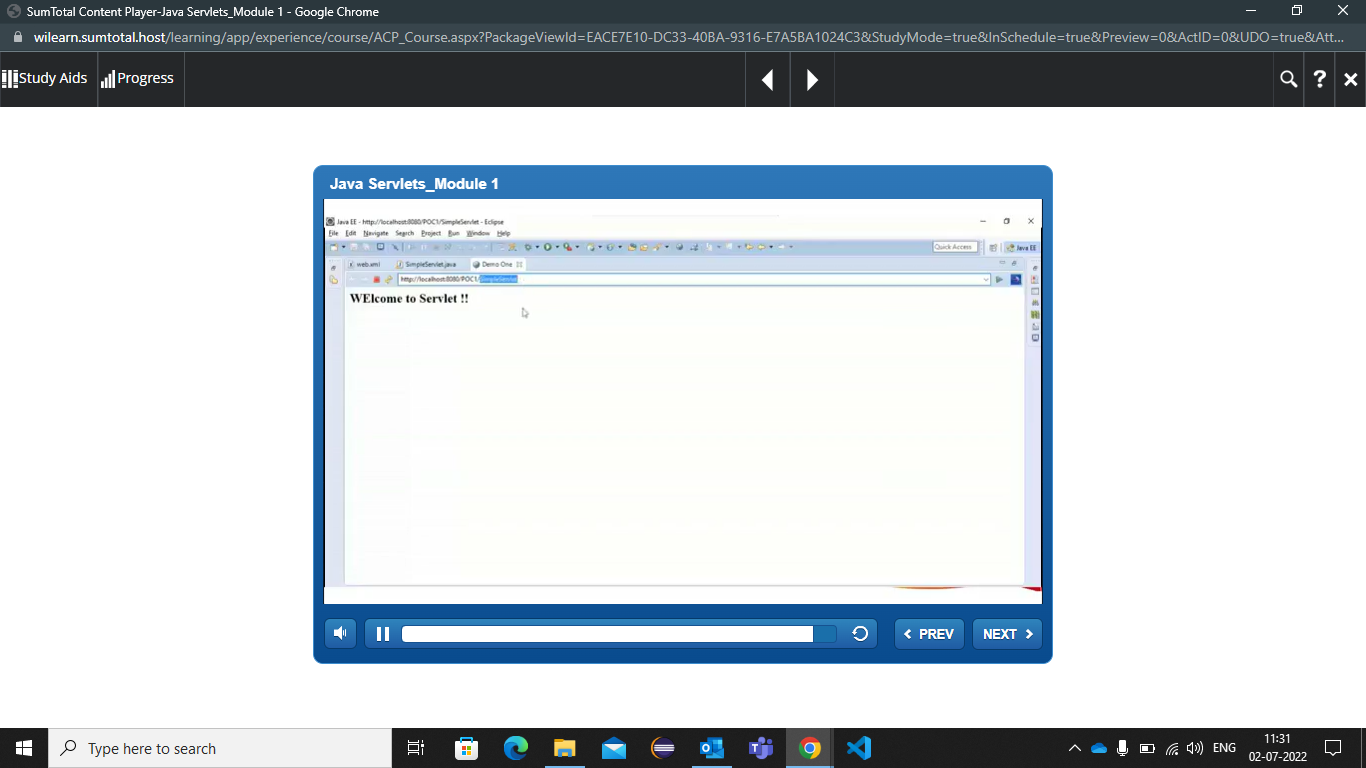 SumTotal Content Player-Java Servlets_Module 1 - Google Chrome
wilearn.sumtotal.host/learning/app/experience/course/ACP_Course.aspx?PackageViewId=EACE7E10-DC33-40BA-9316-E7A5BA1024C3&StudyMode=true&InSchedule=true&Preview=0&ActID=0&UDO=true&Att...
Study Aids Progress
Java Servlets_Module 1
Java EE - http://localhost:8080/POC1/SimpleServlet - Eclipse
File Edit Navigate Search Project Run Window Help
Quick Access Java EE
web.xml SimpleServlet.java Demo One
http://localhost:8080/POC1/SimpleServlet
WElcome to Servlet !!
PREV NEXT
Type here to search
ENG
11:31
02-07-2022